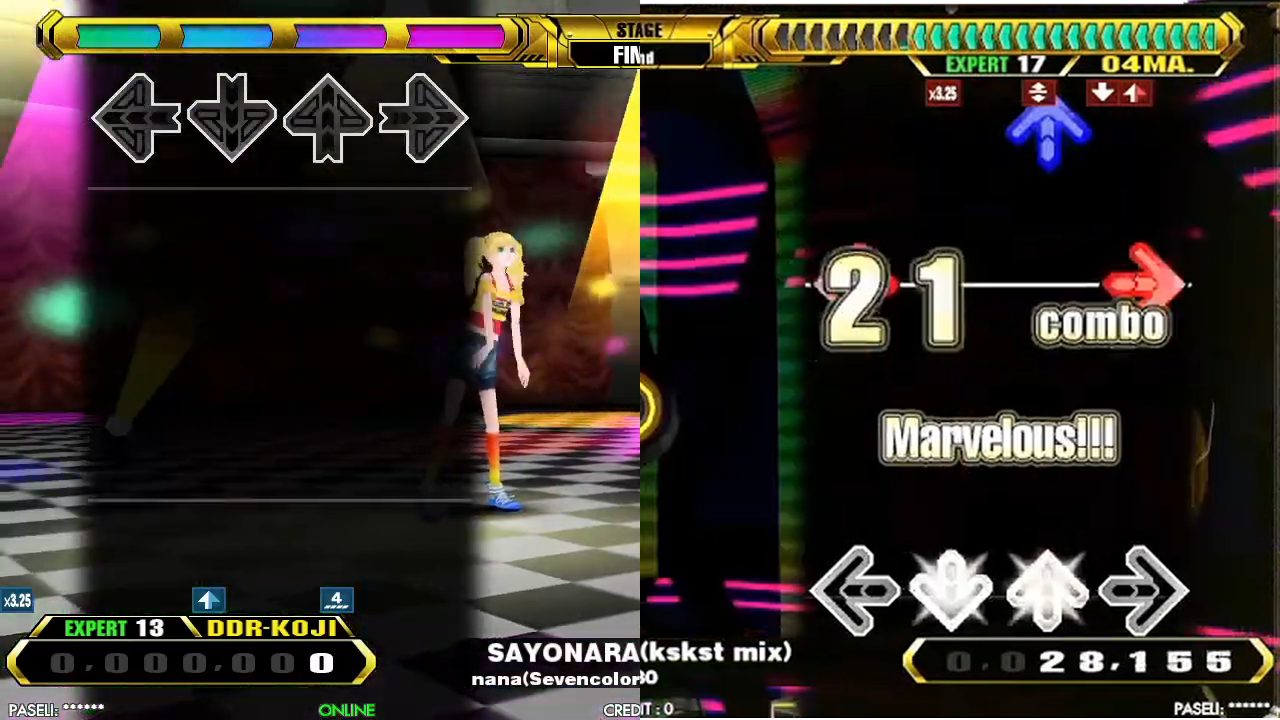 STAGE
FINnd
EXPERT 17 04MA.
x3.25
21
combo
Marvelous!!!
x3.25
4
EXPERT 13 DDR-KOJI
0,000,000
SAYONARA(kskst mix)
nana(Sevencolor
0,028,155
PASELI: ******
ONLINE
CREDIT : 0
PASELI: ******